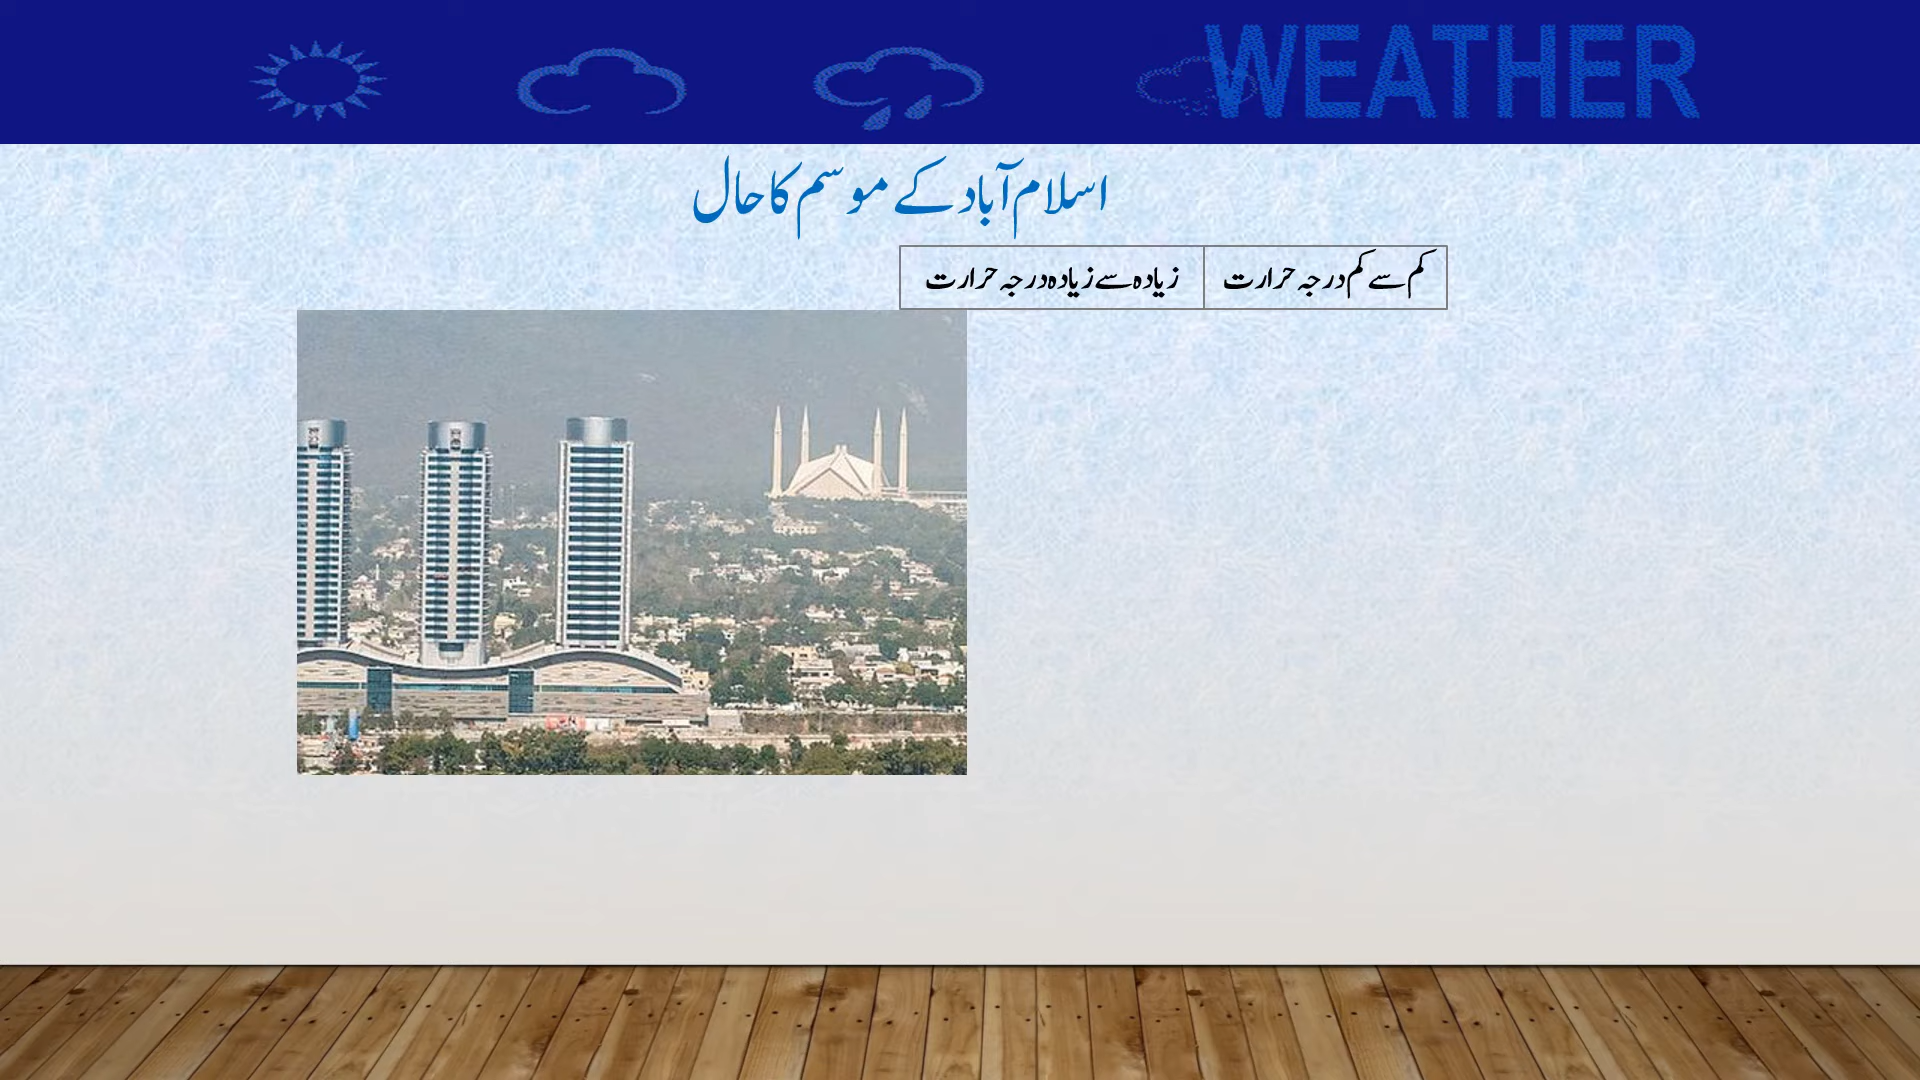 WEATHER
اسلام آباد کے موسم کا حال
کم سے کم درجہ حرارت زیادہ سے زیادہ درجہ حرارت